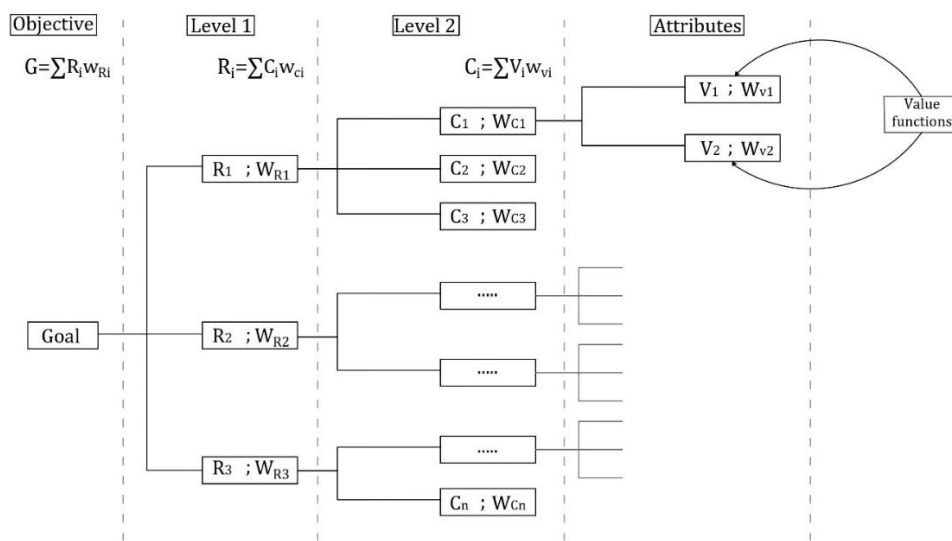 Objective
Level 1
Level 2
Attributes
G=∑RᵢwRᵢ
Rᵢ=∑Cᵢwcᵢ
Cᵢ=∑Vᵢwvᵢ
V₁ ; Wv1
Value
functions
C₁ ; WC1
V₂ ; Wv2
R₁ ; WR1
C₂ ; WC2
C₃ ; WC3
.....
Goal
R₂ ; WR2
.....
.....
R₃ ; WR3
Cn ; WCn